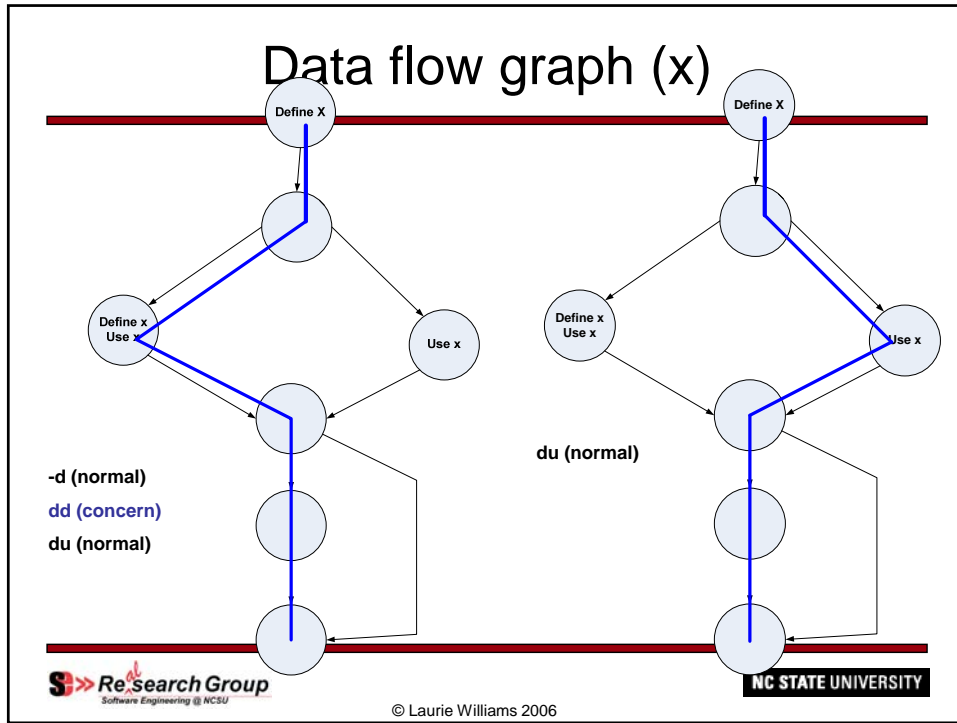 Data flow graph (x)
Define X
Define x
Use x
Use x
-d (normal)
dd (concern)
du (normal)
Define X
Define x
Use x
Use x
du (normal)
Realsearch Group
Software Engineering @ NCSU
NC STATE UNIVERSITY
© Laurie Williams 2006